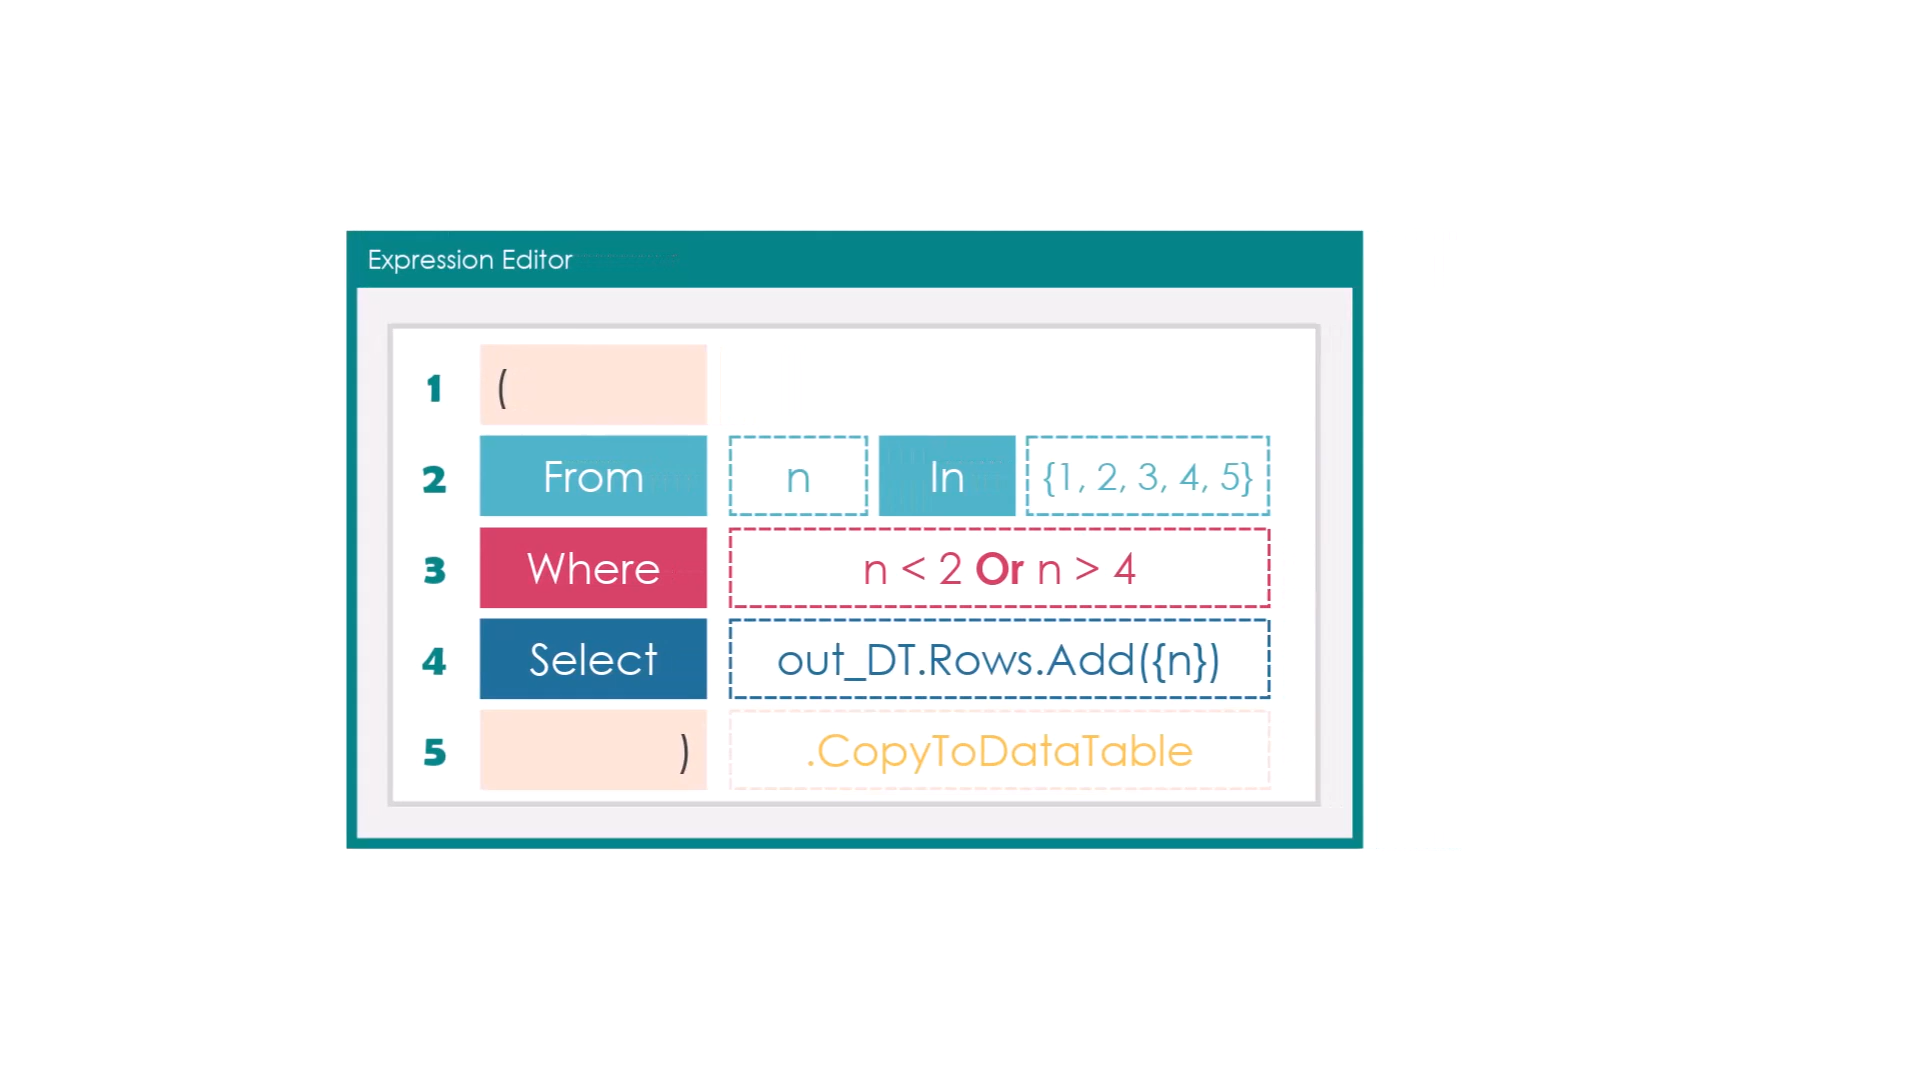 Expression Editor
1 (
2 From n In {1, 2, 3, 4, 5}
3 Where n < 2 Or n > 4
4 Select out_DT.Rows.Add({n})
5 ) .CopyToDataTable